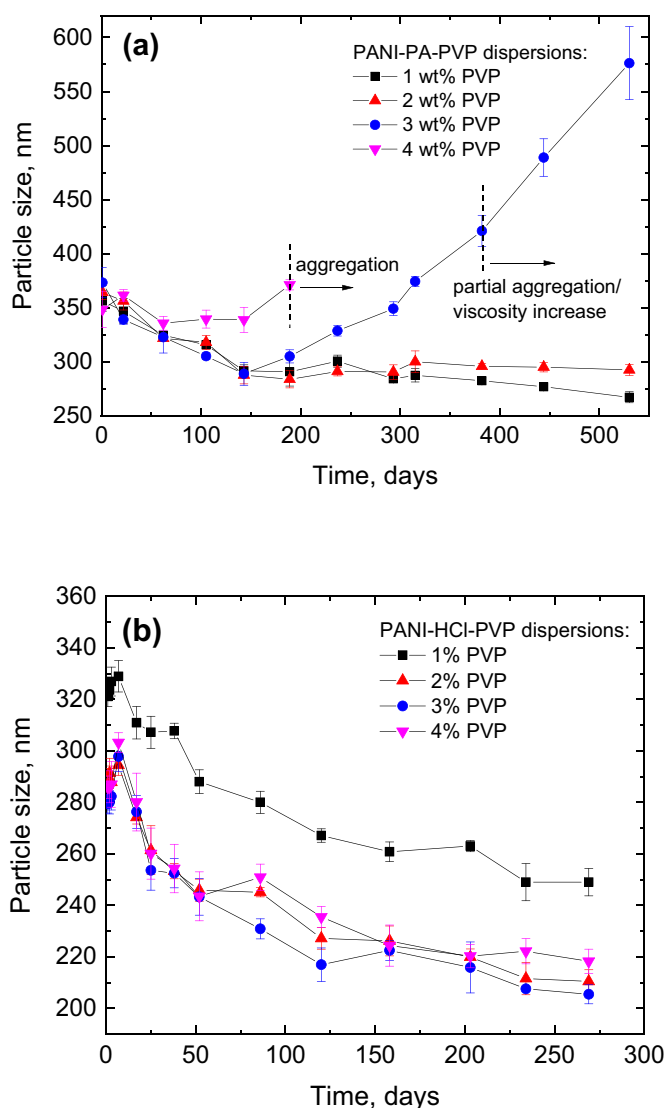 600
550
500
450
400
350
300
250
Particle size, nm
(a)
PANI-PA-PVP dispersions:
1 wt% PVP
2 wt% PVP
3 wt% PVP
4 wt% PVP
aggregation
partial aggregation/
viscosity increase
0 100 200 300 400 500
Time, days
360
340
320
300
280
260
240
220
200
Particle size, nm
(b)
PANI-HCl-PVP dispersions:
1% PVP
2% PVP
3% PVP
4% PVP
0 50 100 150 200 250 300
Time, days